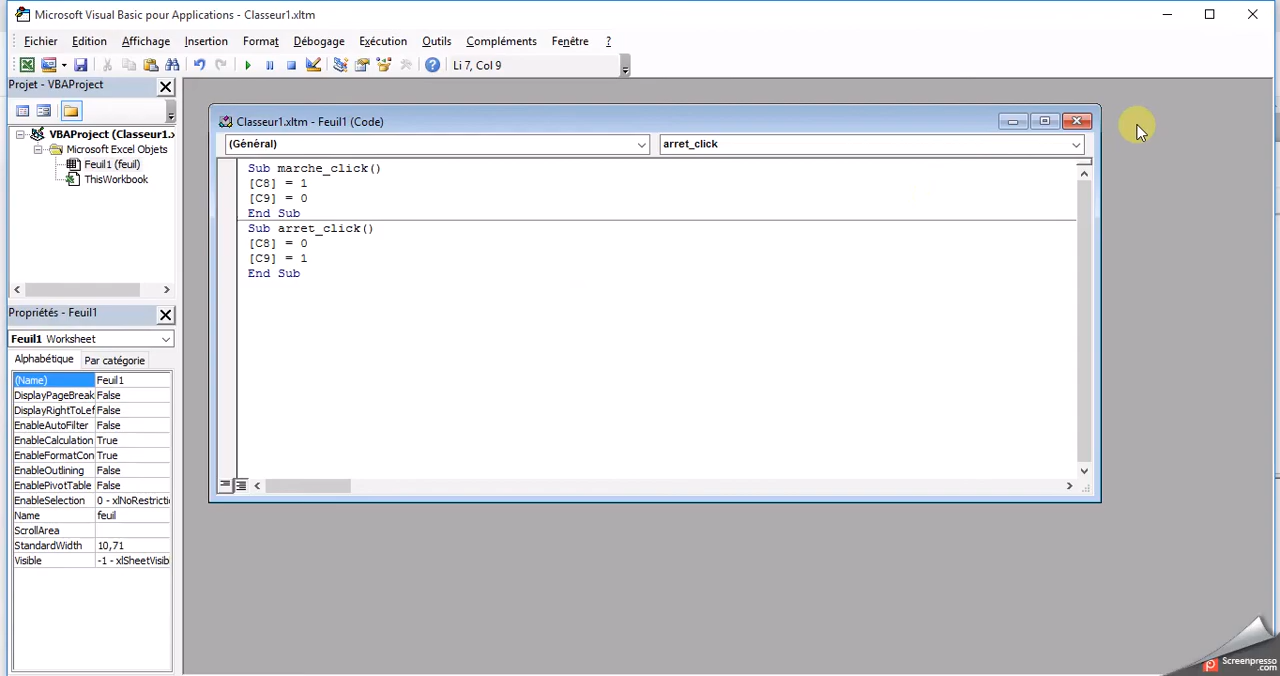 Microsoft Visual Basic pour Applications - Classeur1.xltm
Fichier Edition Affichage Insertion Format Débogage Exécution Outils Compléments Fenêtre ?
Li 7, Col 9
Projet - VBAProject
VBAProject (Classeur1.x
Microsoft Excel Objets
Feuil1 (feuil)
ThisWorkbook
Classeur1.xltm - Feuil1 (Code)
(Général) arret_click
Sub marche_click()
[C8] = 1
[C9] = 0
End Sub
Sub arret_click()
[C8] = 0
[C9] = 1
End Sub
Propriétés - Feuil1
Feuil1 Worksheet
Alphabétique Par catégorie
(Name) Feuil1
DisplayPageBreak False
DisplayRightToLef False
EnableAutoFilter False
EnableCalculation True
EnableFormatCon True
EnableOutlining False
EnablePivotTable False
EnableSelection 0 - xlNoRestricti
Name feuil
ScrollArea
StandardWidth 10,71
Visible -1 - xlSheetVisib
Screenpresso
.com